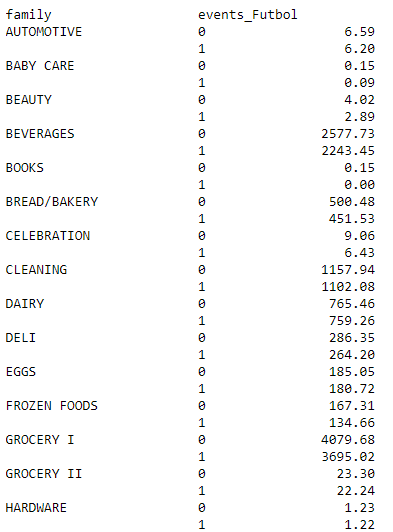 family events_Futbol
AUTOMOTIVE 0 6.59
1 6.20
BABY CARE 0 0.15
1 0.09
BEAUTY 0 4.02
1 2.89
BEVERAGES 0 2577.73
1 2243.45
BOOKS 0 0.15
1 0.00
BREAD/BAKERY 0 500.48
1 451.53
CELEBRATION 0 9.06
1 6.43
CLEANING 0 1157.94
1 1102.08
DAIRY 0 765.46
1 759.26
DELI 0 286.35
1 264.20
EGGS 0 185.05
1 180.72
FROZEN FOODS 0 167.31
1 134.66
GROCERY I 0 4079.68
1 3695.02
GROCERY II 0 23.30
1 22.24
HARDWARE 0 1.23
1 1.22